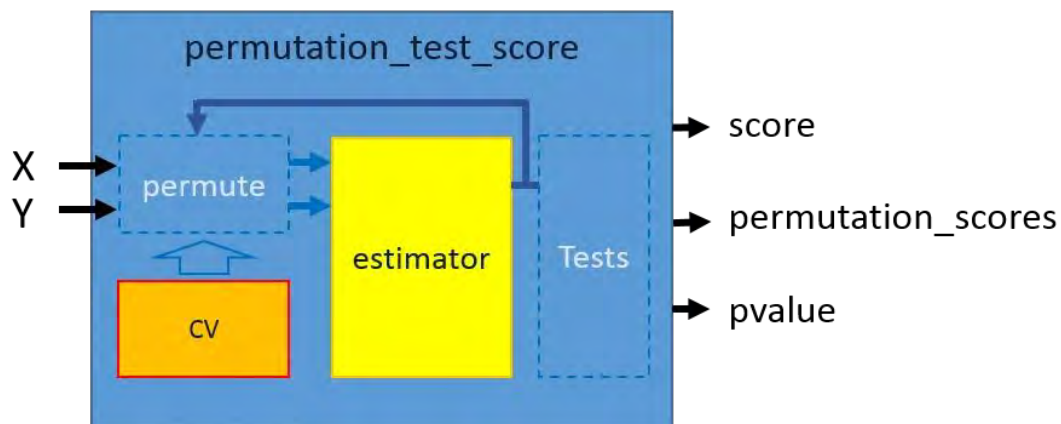 permutation_test_score
X
Y
permute
CV
estimator
Tests
score
permutation_scores
pvalue